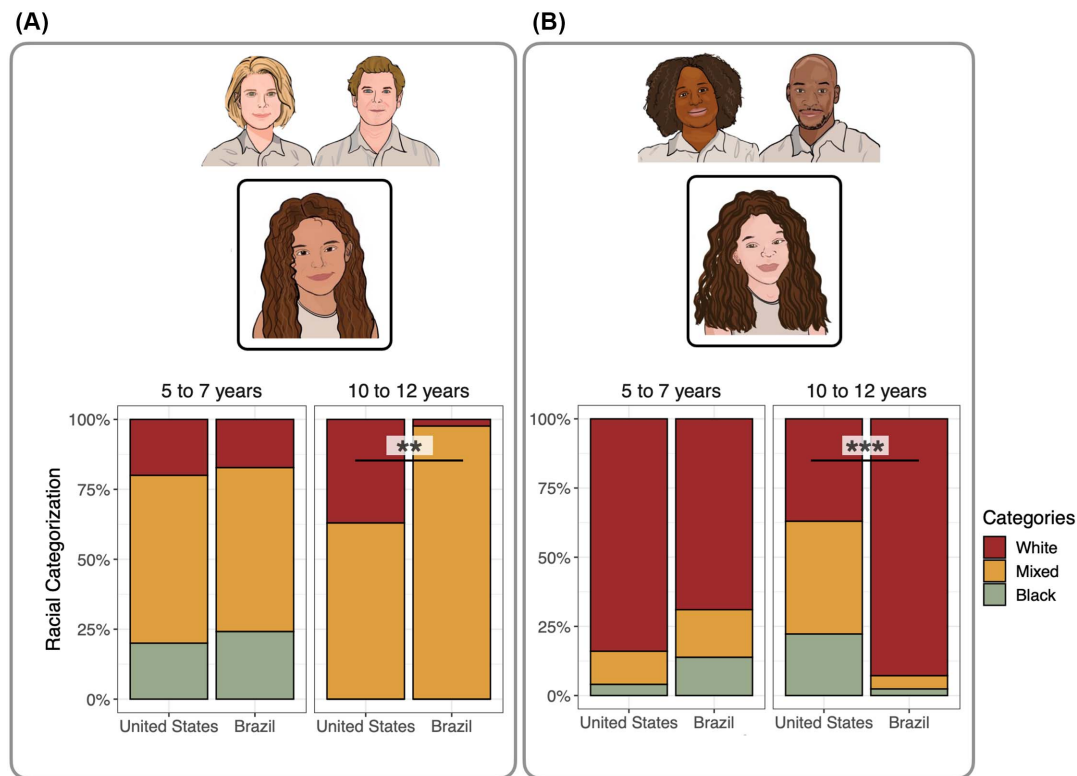 (A)
(B)
5 to 7 years
10 to 12 years
5 to 7 years
10 to 12 years
Racial Categorization
100%
75%
50%
25%
0%
**
United States
Brazil
United States
Brazil
100%
75%
50%
25%
0%
***
United States
Brazil
United States
Brazil
Categories
White
Mixed
Black